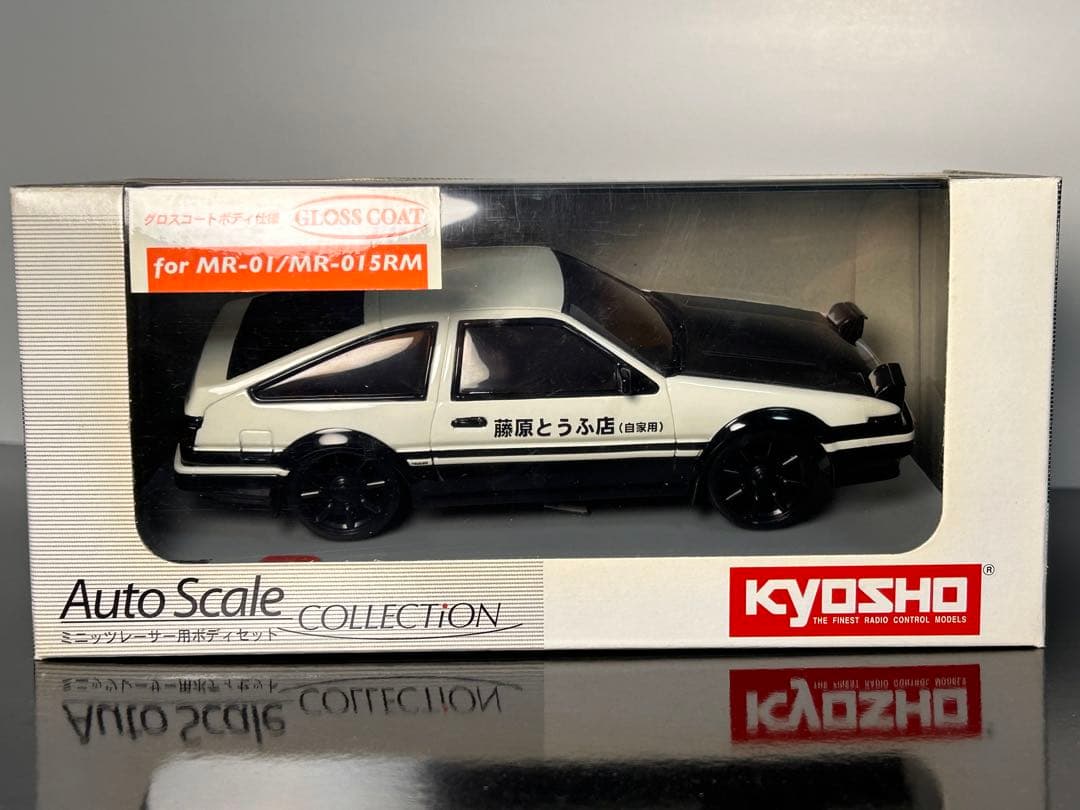 グロスコートボディ仕様 GLOSS COAT
for MR-01/MR-015RM
藤原とうふ店(自家用)
Auto Scale COLLECTiON
ミニッツレーサー用ボディセット
KYOSHO®
THE FINEST RADIO CONTROL MODELS